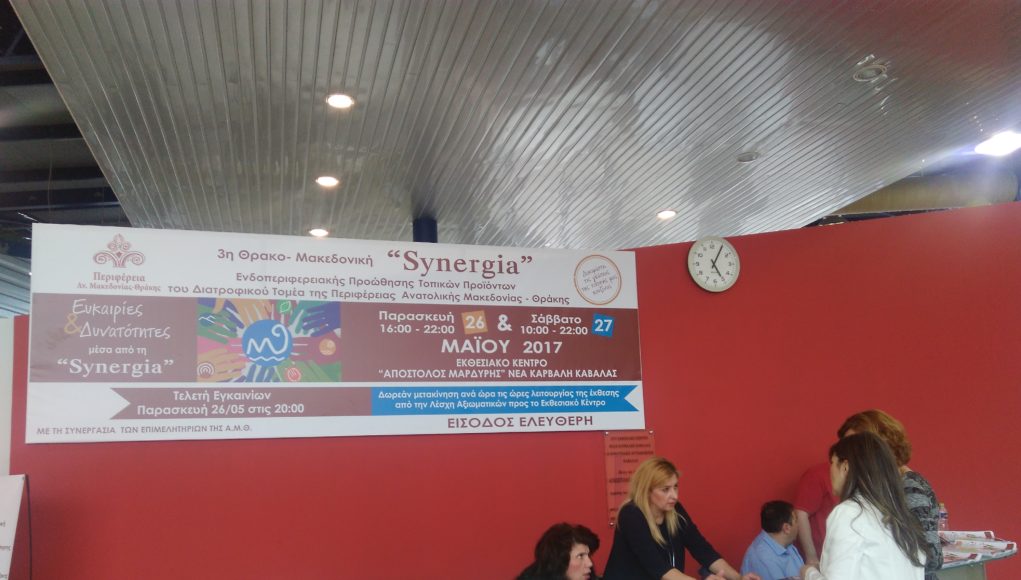 Περιφέρεια
Αν. Μακεδονίας-Θράκης
3η Θρακο- Μακεδονική “Synergia”
Ενδοπεριφερειακής Προώθησης Τοπικών Προϊόντων
του Διατροφικού Τομέα της Περιφέρειας Ανατολικής Μακεδονίας - Θράκης
Ευκαιρίες
& Δυνατότητες
μέσα από τη
“Synergia”
Παρασκευή 26 & Σάββατο 27
16:00 - 22:00 10:00 - 22:00
ΜΑΪΟΥ 2017
ΕΚΘΕΣΙΑΚΟ ΚΕΝΤΡΟ
“ΑΠΟΣΤΟΛΟΣ ΜΑΡΔΥΡΗΣ” ΝΕΑ ΚΑΡΒΑΛΗ ΚΑΒΑΛΑΣ
Τελετή Εγκαινίων
Παρασκευή 26/05 στις 20:00
Δωρεάν μετακίνηση ανά ώρα τις ώρες λειτουργίας της έκθεσης
από την Λέσχη Αξιωματικών προς το Εκθεσιακό Κέντρο
ΜΕ ΤΗ ΣΥΝΕΡΓΑΣΙΑ ΤΩΝ ΕΠΙΜΕΛΗΤΗΡΙΩΝ ΤΗΣ Α.Μ.Θ.
ΕΙΣΟΔΟΣ ΕΛΕΥΘΕΡΗ